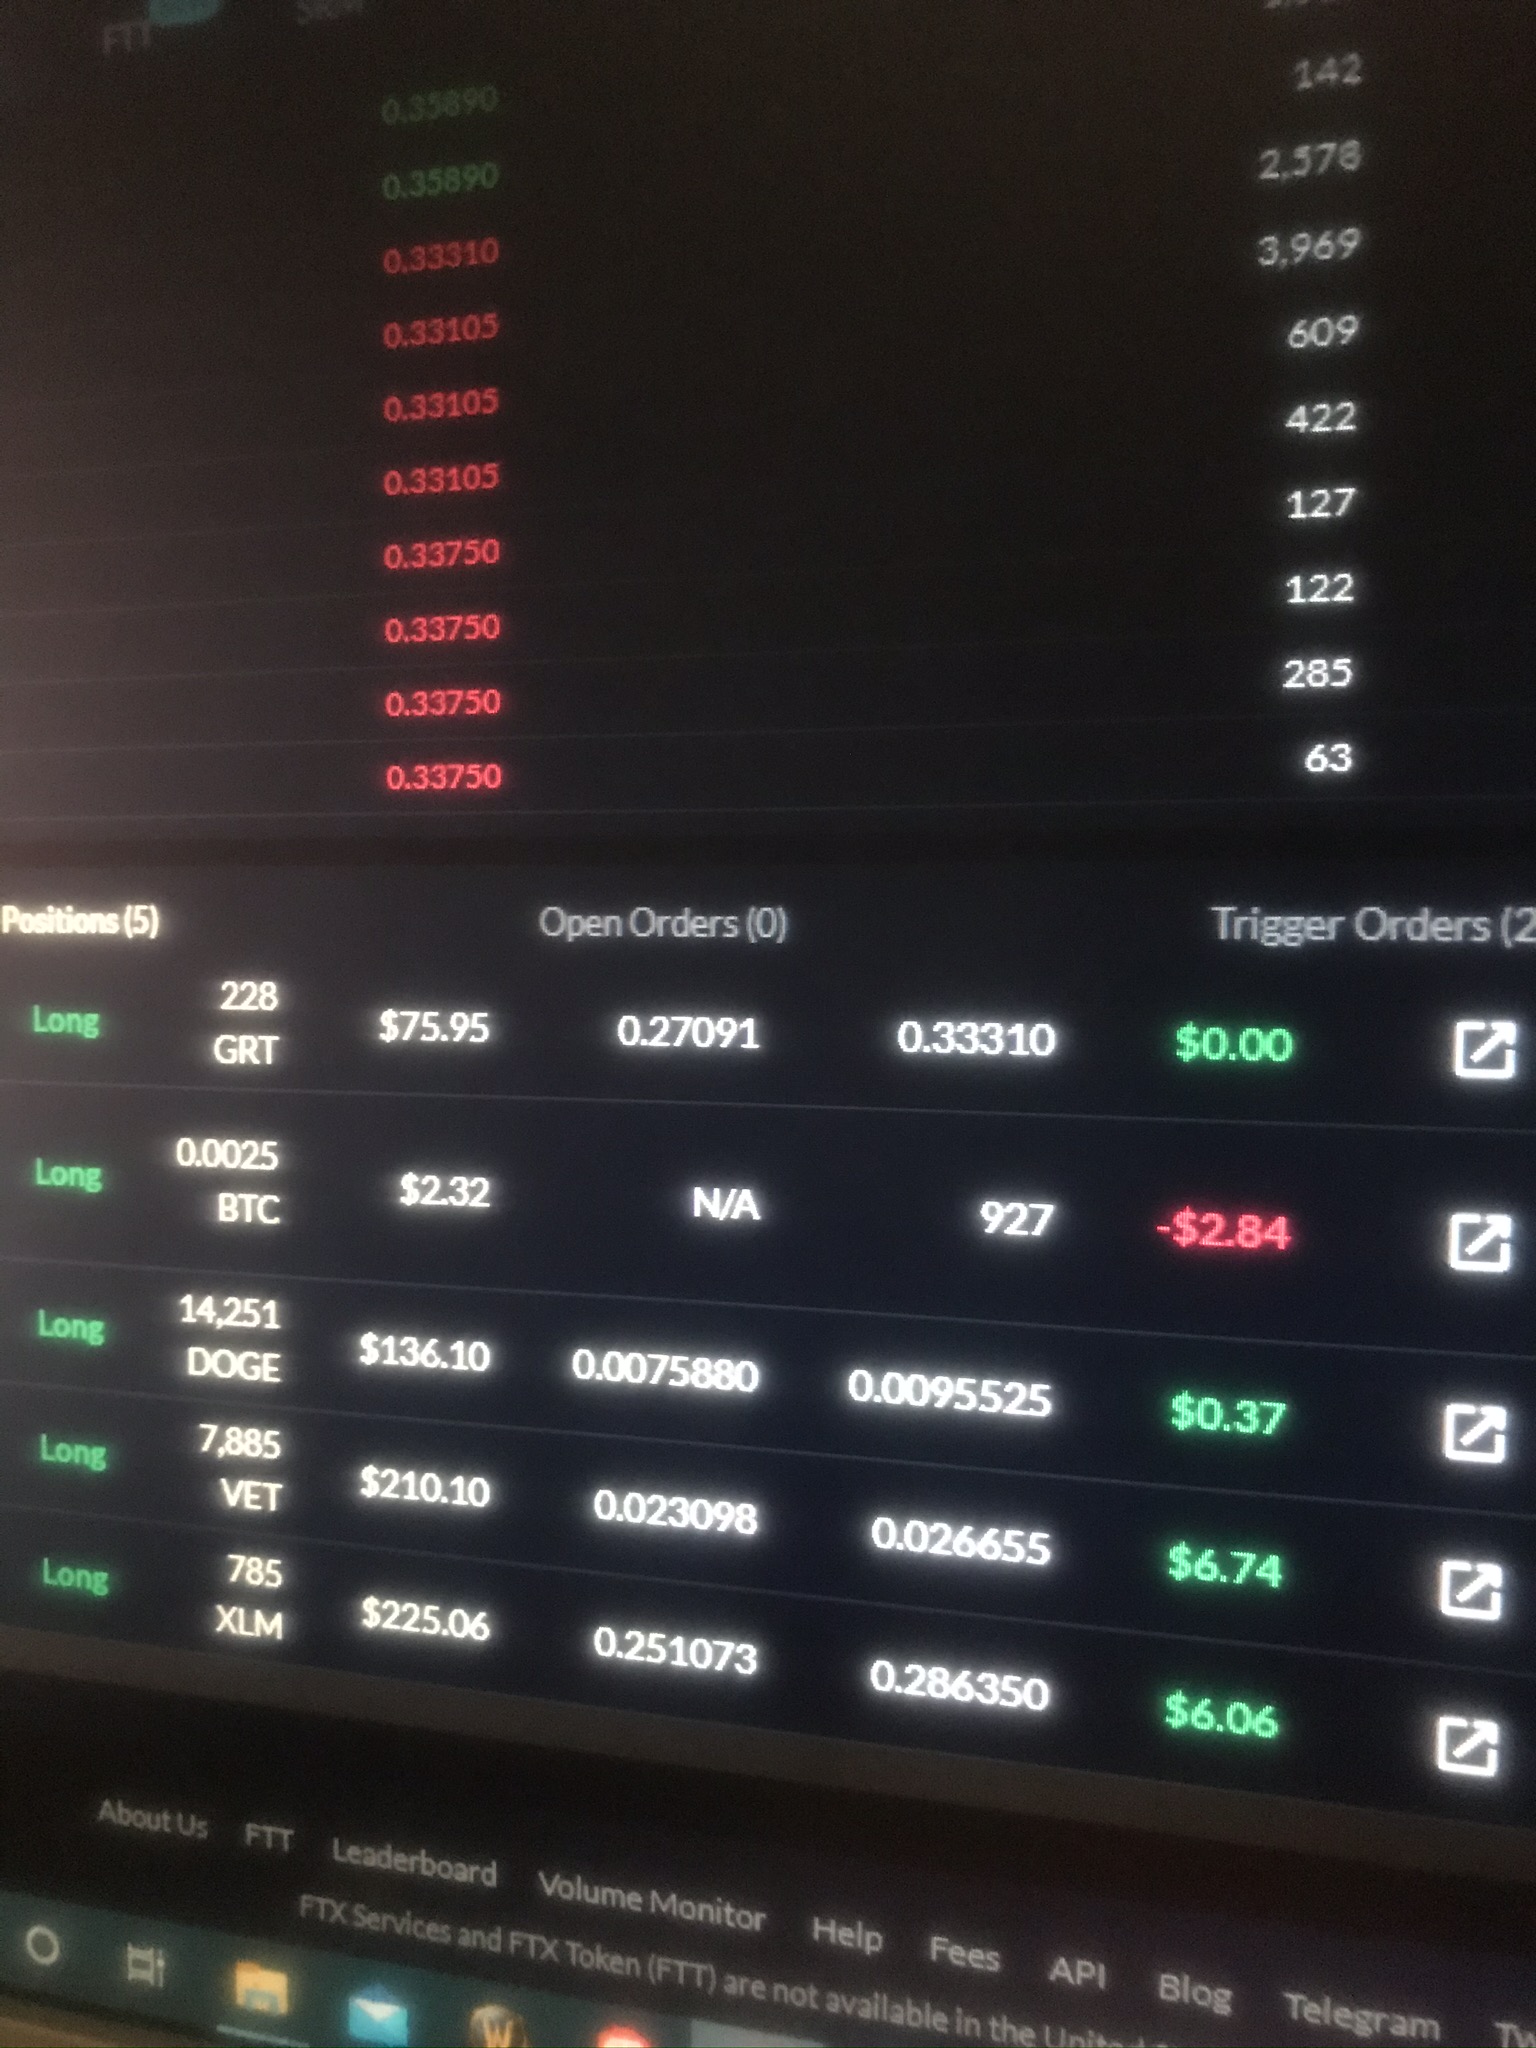 FTT
142
0.35890
2,578
0.35890
3,969
0.33310
609
0.33105
422
0.33105
127
0.33105
122
0.33750
285
0.33750
63
0.33750
0.33750
Positions (5) Open Orders (0) Trigger Orders (2
Long 228 GRT $75.95 0.27091 0.33310 $0.00
Long 0.0025 BTC $2.32 N/A 927 -$2.84
Long 14,251 DOGE $136.10 0.0075880 0.0095525 $0.37
Long 7,885 VET $210.10 0.023098 0.026655 $6.74
Long 785 XLM $225.06 0.251073 0.286350 $6.06
About Us FTT Leaderboard Volume Monitor Help Fees API Blog Telegram Tw
FTX Services and FTX Token (FTT) are not available in the United
W